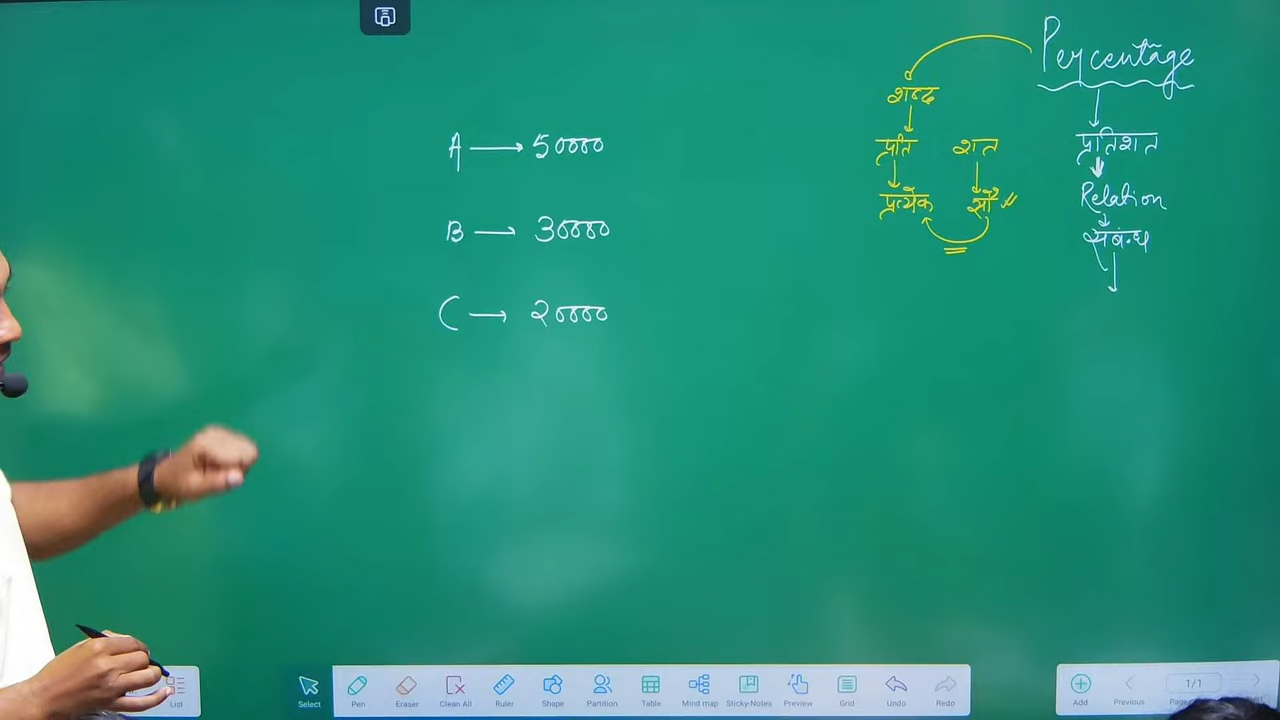 Percentage
शब्द
प्रति शत
प्रत्येक सौ
प्रतिशत
Relation
संबंध
A → 50000
B → 30000
C → 20000
List
Select
Pen
Eraser
Clean All
Ruler
Shape
Partition
Table
Mind map
Sticky-Notes
Preview
Grid
Undo
Redo
Add
Previous
1/1